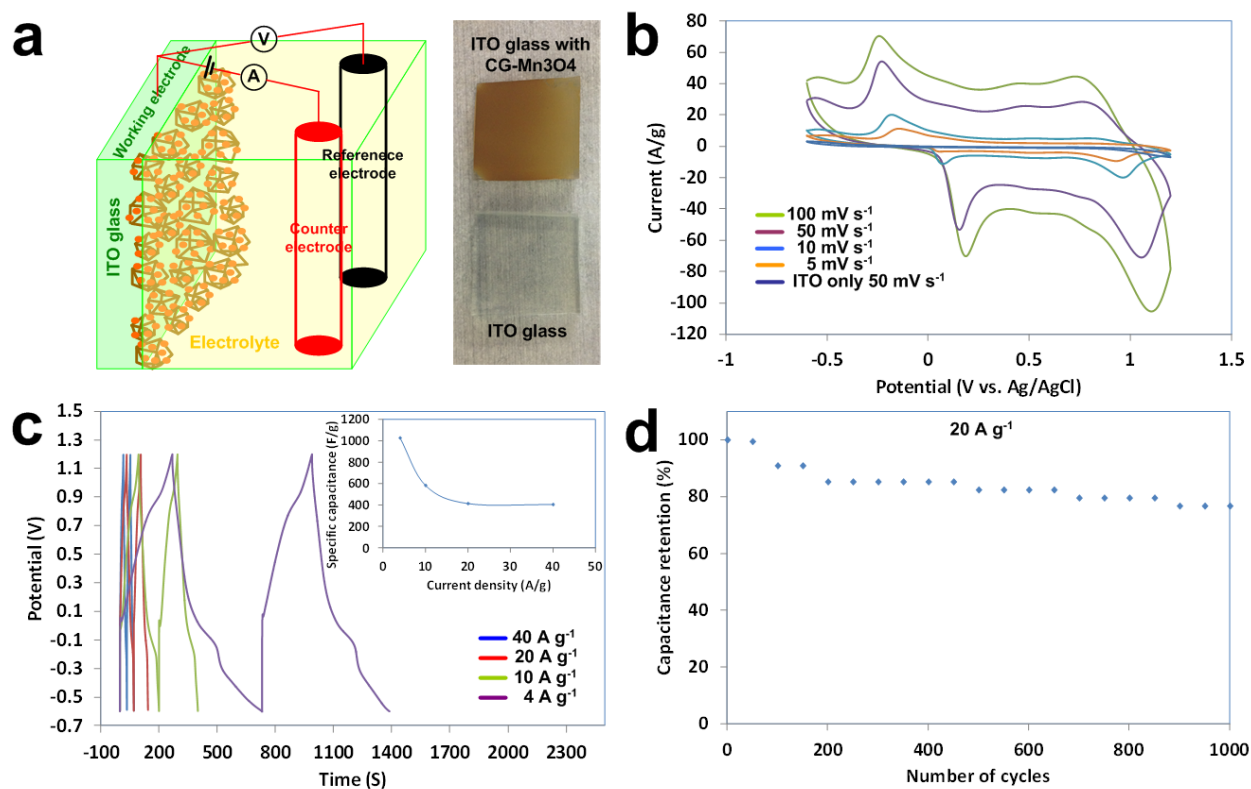 a
V
A
Working electrode
ITO glass
Referenece
electrode
Counter
electrode
Electrolyte
ITO glass with
CG-Mn3O4
ITO glass
b
80
60
40
20
0
-20
-40
-60
-80
-100
-120
Current (A/g)
100 mV s⁻¹
50 mV s⁻¹
10 mV s⁻¹
5 mV s⁻¹
ITO only 50 mV s⁻¹
-1 -0.5 0 0.5 1 1.5
Potential (V vs. Ag/AgCl)
c
1.5
1.3
1.1
0.9
0.7
0.5
0.3
0.1
-0.1
-0.3
-0.5
-0.7
Potential (V)
1200
1000
800
600
400
200
0
Specific capacitance (F/g)
0 10 20 30 40 50
Current density (A/g)
40 A g⁻¹
20 A g⁻¹
10 A g⁻¹
4 A g⁻¹
-100 200 500 800 1100 1400 1700 2000 2300
Time (S)
d
20 A g⁻¹
100
80
60
40
20
0
Capacitance retention (%)
0 200 400 600 800 1000
Number of cycles